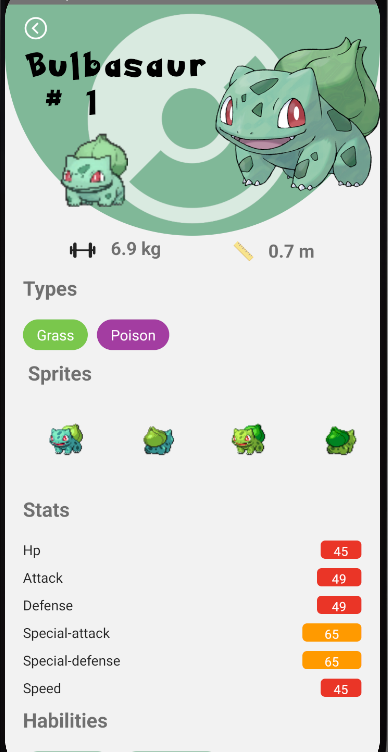 Bulbasaur
# 1
6.9 kg 0.7 m
Types
Grass Poison
Sprites
Stats
Hp 45
Attack 49
Defense 49
Special-attack 65
Special-defense 65
Speed 45
Habilities